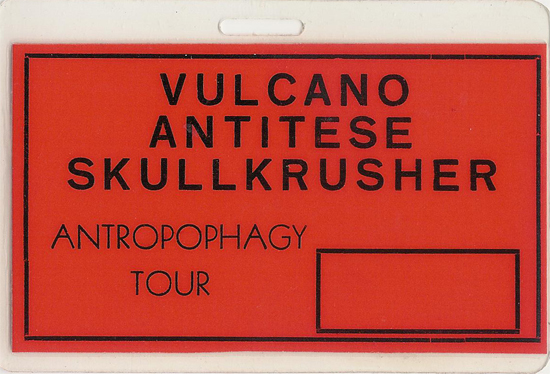 VULCANO
ANTITESE
SKULLKRUSHER
ANTROPOPHAGY
TOUR